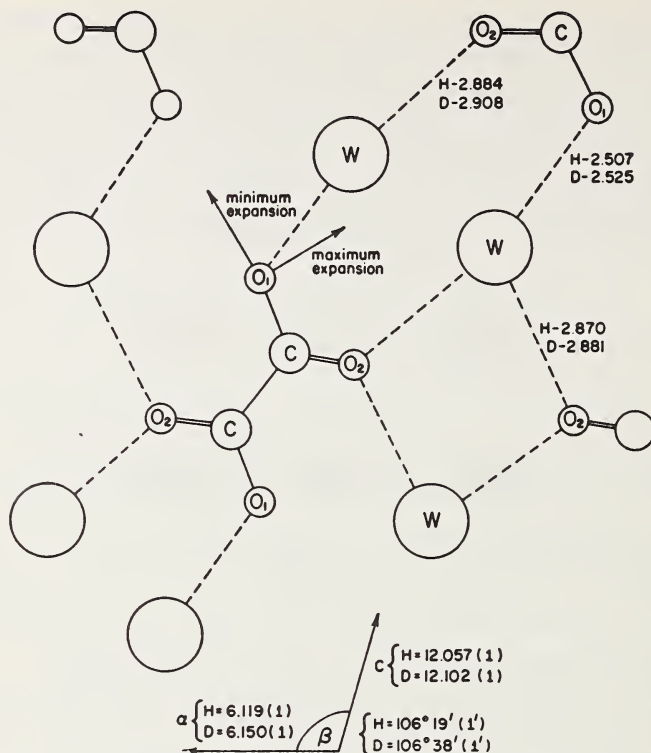 O₂ C
H-2.884
D-2.908
O₁
W
H-2.507
D-2.525
minimum
expansion
maximum
expansion
W
O₁
H-2.870
D-2.881
C O₂
O₂ C
O₂
O₁
W
C { H=12.057 (1)
D=12.102 (1)
α { H=6.119 (1)
D=6.150 (1)
β
{ H=106° 19' (1')
D=106° 38' (1')